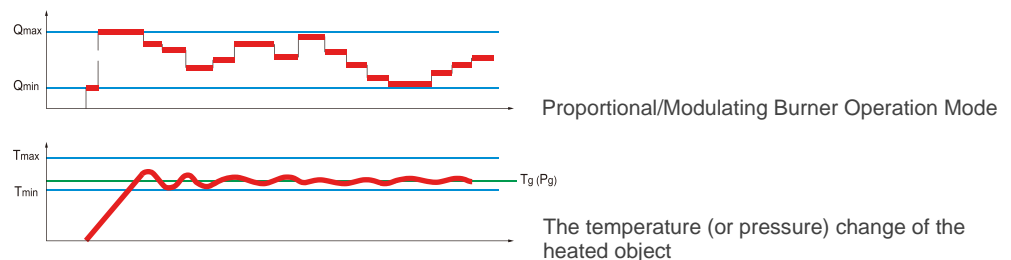 Qmax
Qmin
Proportional/Modulating Burner Operation Mode
Tmax
Tmin
Tg (Pg)
The temperature (or pressure) change of the
heated object